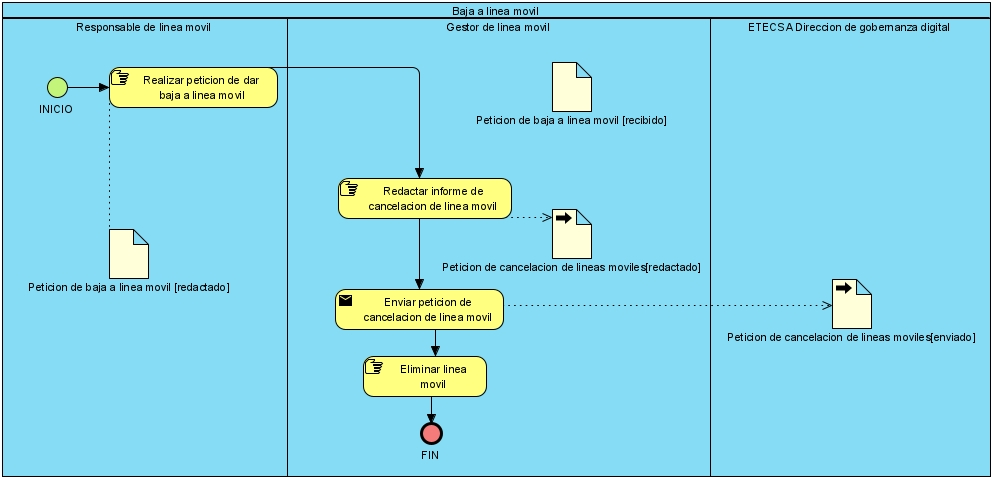 Baja a linea movil
Responsable de linea movil
Gestor de linea movil
ETECSA Direccion de gobernanza digital
INICIO
Realizar peticion de dar
baja a linea movil
Peticion de baja a linea movil [recibido]
Redactar informe de
cancelacion de linea movil
Peticion de cancelacion de lineas moviles[redactado]
Peticion de baja a linea movil [redactado]
Enviar peticion de
cancelacion de linea movil
Peticion de cancelacion de lineas moviles[enviado]
Eliminar linea
movil
FIN